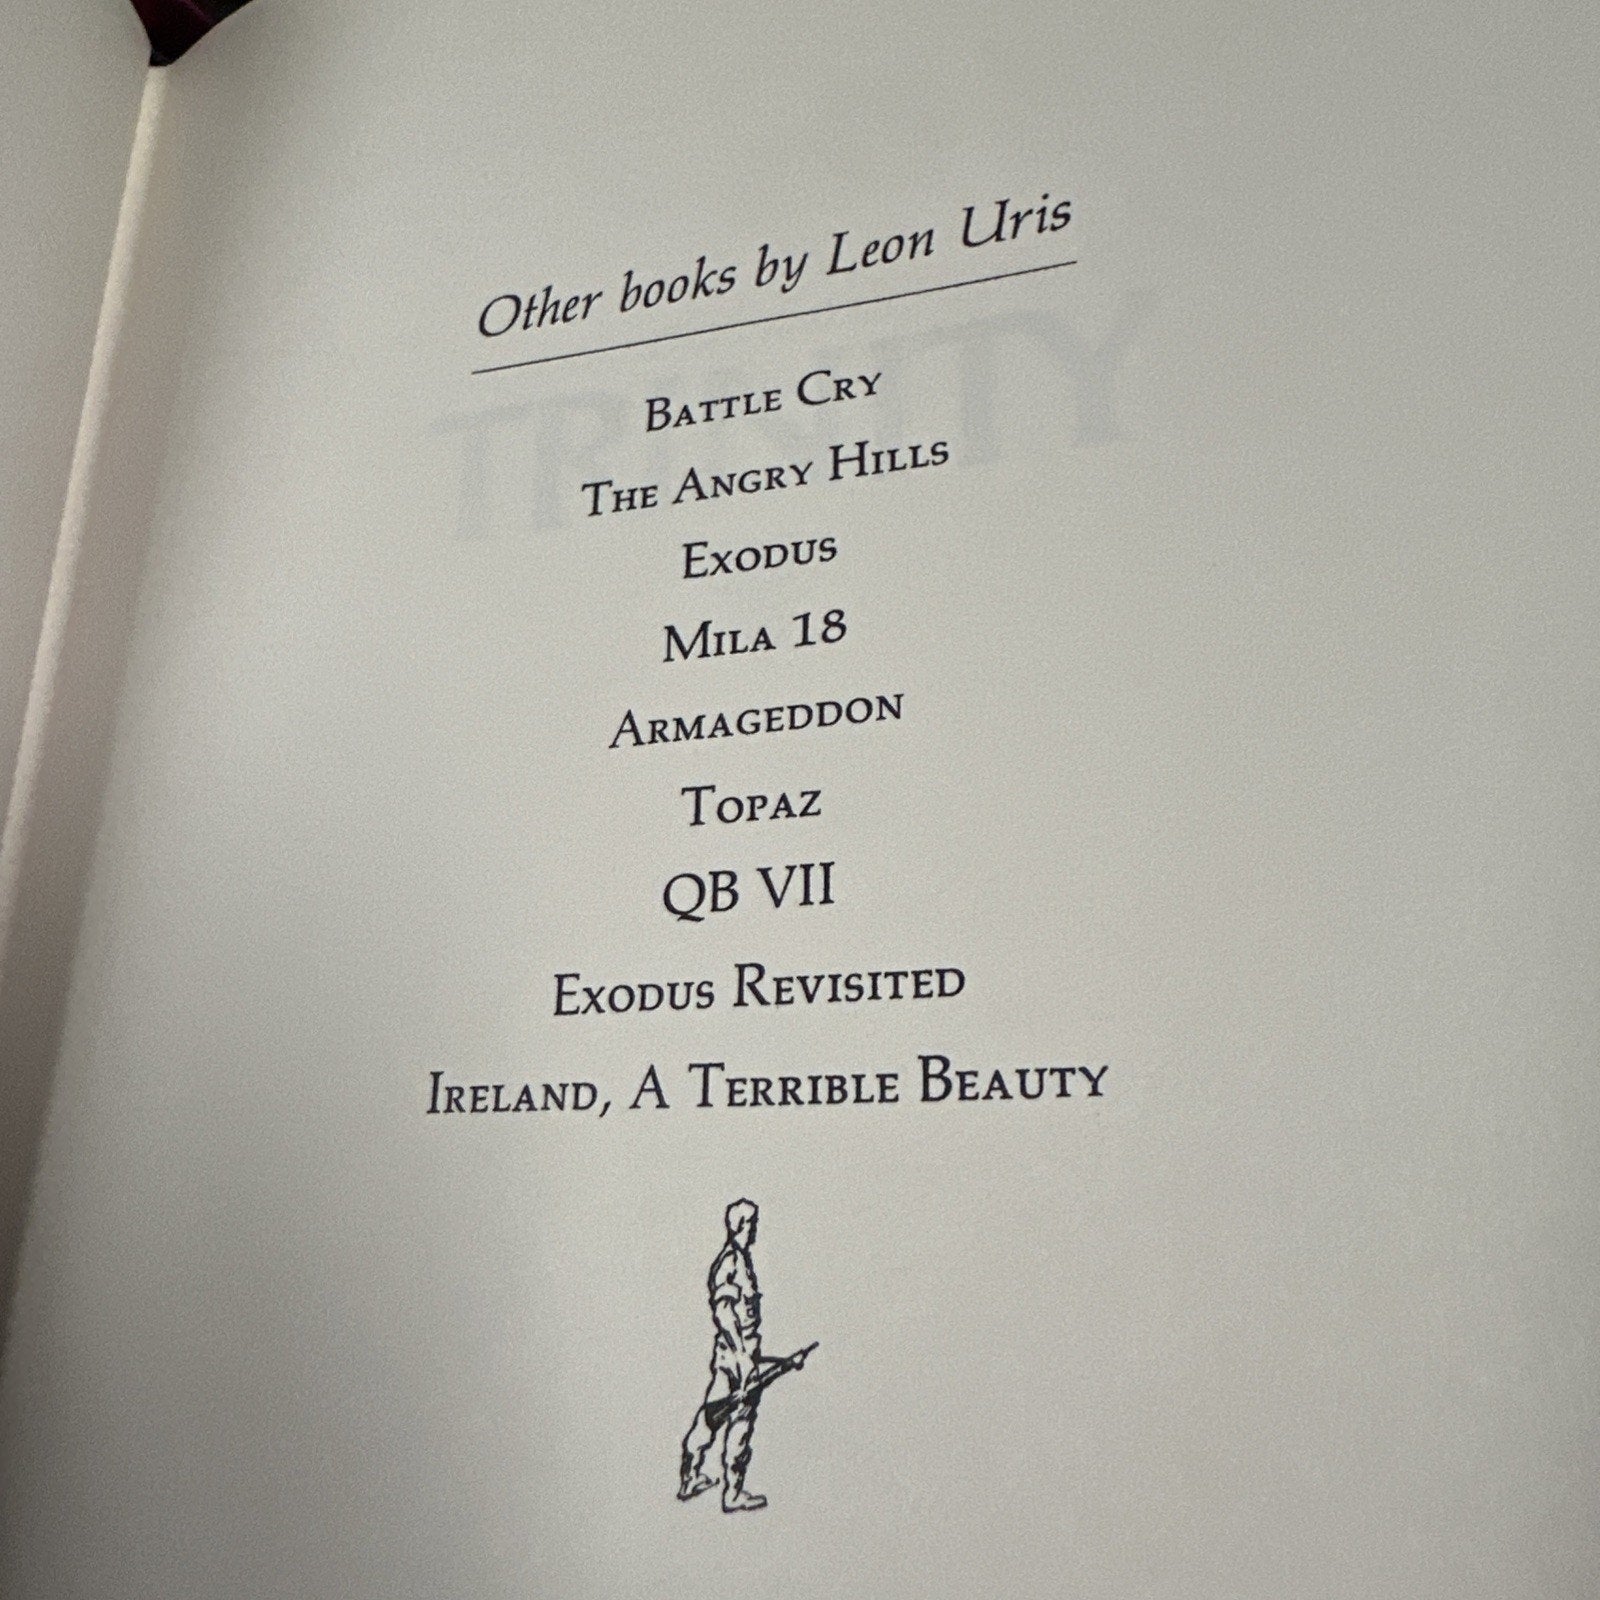 Other books by Leon Uris
BATTLE CRY
THE ANGRY HILLS
EXODUS
MILA 18
ARMAGEDDON
TOPAZ
QB VII
EXODUS REVISITED
IRELAND, A TERRIBLE BEAUTY